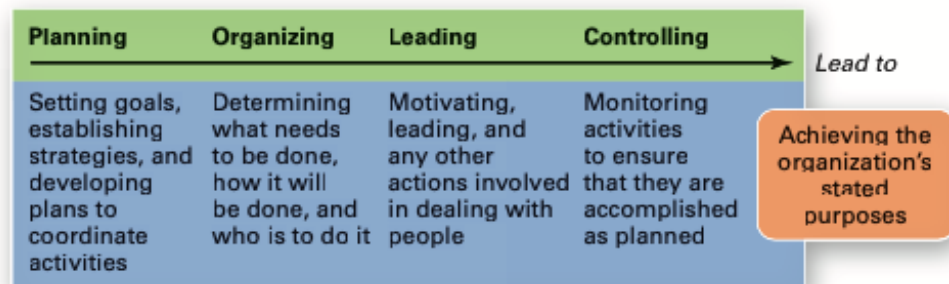 Planning
Organizing
Leading
Controlling
Lead to
Setting goals,
establishing
strategies, and
developing
plans to
coordinate
activities
Determining
what needs
to be done,
how it will
be done, and
who is to do it
Motivating,
leading, and
any other
actions involved
in dealing with
people
Monitoring
activities
to ensure
that they are
accomplished
as planned
Achieving the
organization's
stated
purposes